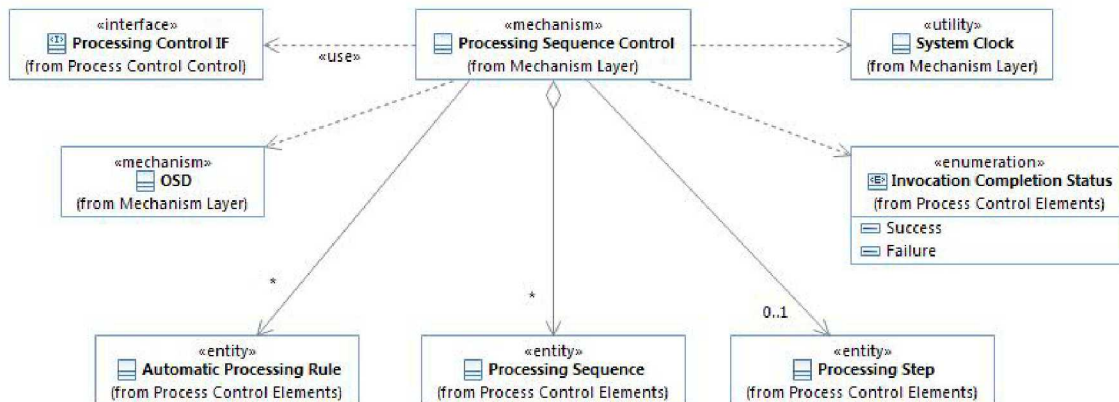 «interface»
Processing Control IF
(from Process Control Control)
«use»
«mechanism»
Processing Sequence Control
(from Mechanism Layer)
«utility»
System Clock
(from Mechanism Layer)
«mechanism»
OSD
(from Mechanism Layer)
«enumeration»
Invocation Completion Status
(from Process Control Elements)
Success
Failure
*
*
0..1
«entity»
Automatic Processing Rule
(from Process Control Elements)
«entity»
Processing Sequence
(from Process Control Elements)
«entity»
Processing Step
(from Process Control Elements)